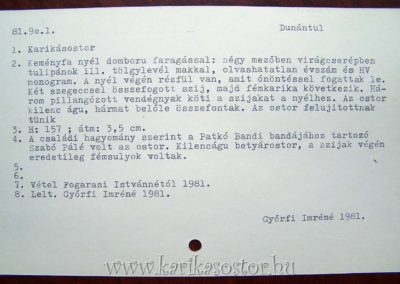 81.90.1.
Dunántul
1. Karikásostor
2. Keményfa nyél domboru faragással: négy mezőben virágcserépben
tulipánok ill. tölgylevél makkal, olvashatatlan évszám és HV
monogram. A nyél végén rézfül van, amit ónöntéssel fogattak le.
Két szegeccsel összefogott szij, majd fémkarika következik. Há-
rom pillangózott vendégnyak köti a szijakat a nyélhez. Az ostor
kilenc águ, hármat belőle összefontak. Az ostor felujitottnak
tünik
3. H: 157 ; átm: 3,5 cm.
4. A családi hagyomány szerint a Patkó Bandi bandájához tartozó
Szabó Pálé volt az ostor. Kilencágu betyárostor, a szijak végén
eredetileg fémsulyok voltak.
5.
6.
7. Vétel Fogarasi Istvánnétól 1981.
8. Lelt. Győrfi Imréné 1981.
Győrfi Imréné 1981.
www.karikasostor.hu